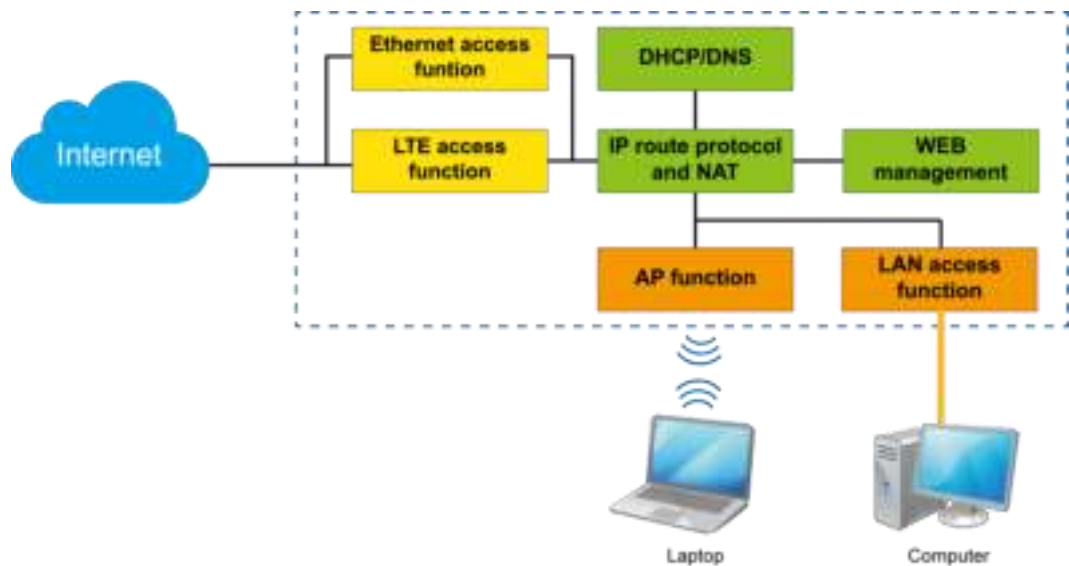 Ethernet access
funtion
DHCP/DNS
Internet
LTE access
function
IP route protocol
and NAT
WEB
management
AP function
LAN access
function
Laptop
Computer